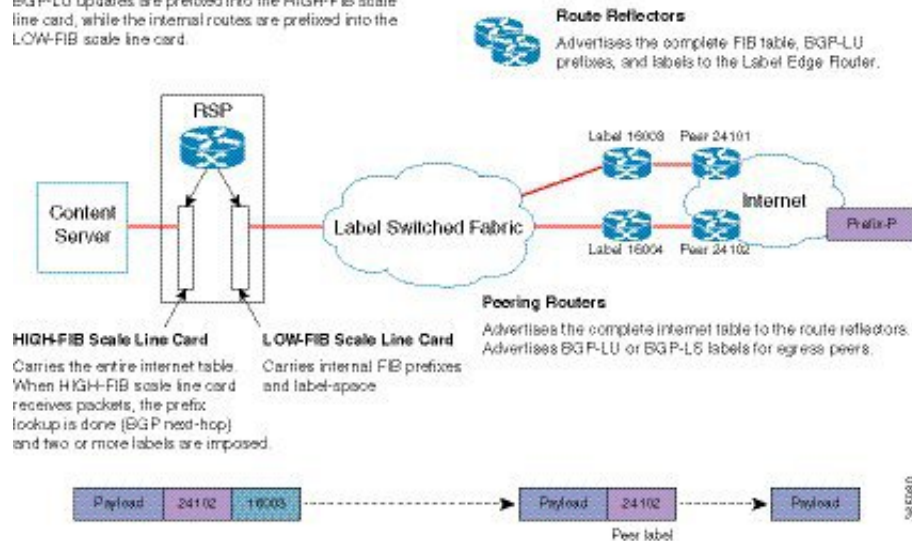 BGP-LU updates are prefixed into the HIGH-FIB scale
line card, while the internal routes are prefixed into the
LOW-FIB scale line card.
Route Reflectors
Advertises the complete FIB table, BGP-LU
prefixes, and labels to the Label Edge Router.
RSP
Content
Server
Label Switched Fabric
Label 16003 Peer 24101
Internet
Prefix-P
Label 16004 Peer 24102
Peering Routers
Advertises the complete internet table to the route reflectors.
Advertises BGP-LU or BGP-LS labels for egress peers.
HIGH-FIB Scale Line Card
Carries the entire internet table.
When HIGH-FIB scale line card
receives packets, the prefix
lookup is done (BGP next-hop)
and two or more labels are imposed.
LOW-FIB Scale Line Card
Carries internal FIB prefixes
and label-space
Payload 24102 16003
Payload 24102
Peer label
Payload